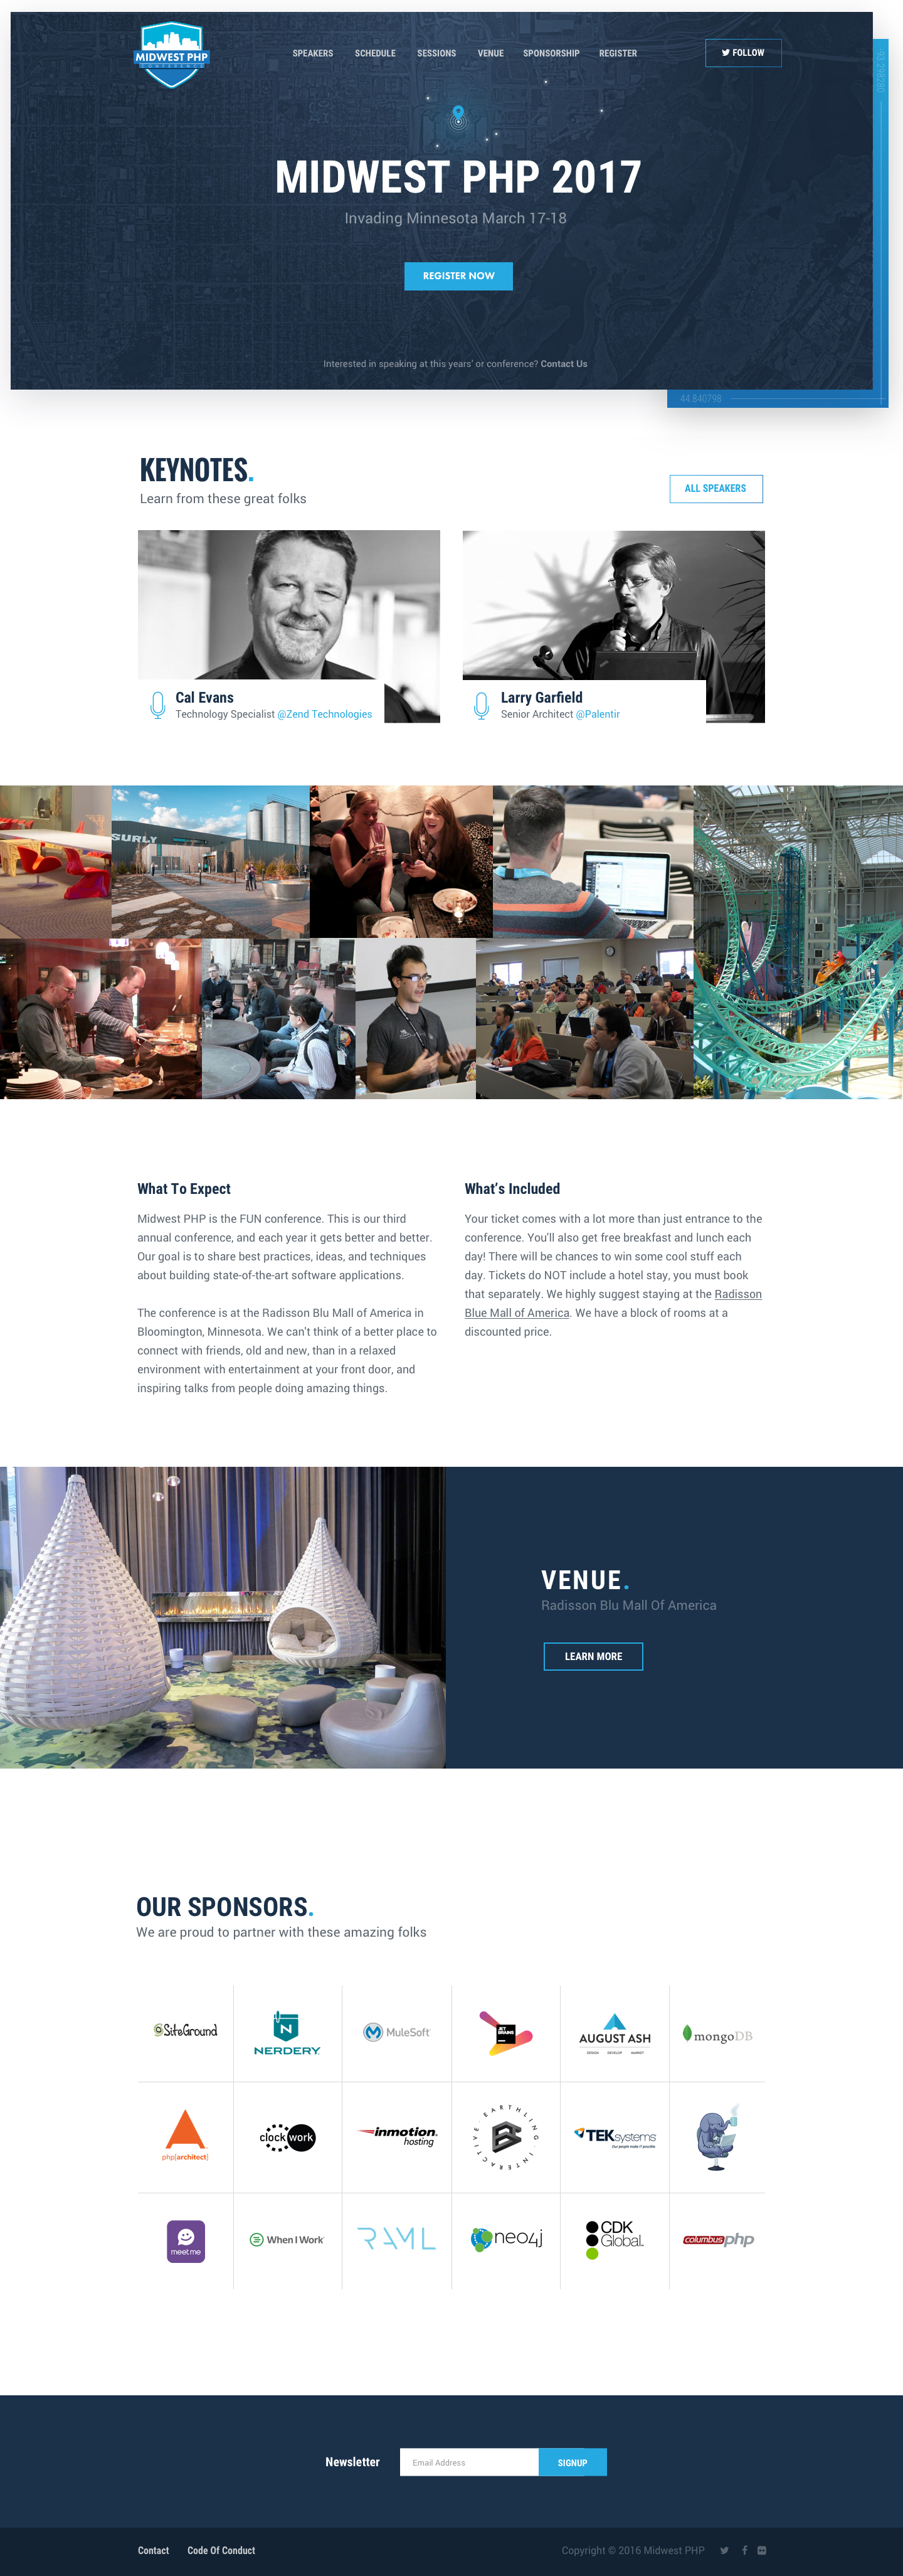 MIDWEST PHP
CONFERENCE
SPEAKERS SCHEDULE SESSIONS VENUE SPONSORSHIP REGISTER
FOLLOW
MIDWEST PHP 2017
Invading Minnesota March 17-18
REGISTER NOW
Interested in speaking at this years' or conference? Contact Us
44.840798
KEYNOTES.
Learn from these great folks
ALL SPEAKERS
Cal Evans
Technology Specialist @Zend Technologies
Larry Garfield
Senior Architect @Palentir
SURLY
What To Expect
Midwest PHP is the FUN conference. This is our third
annual conference, and each year it gets better and better.
Our goal is to share best practices, ideas, and techniques
about building state-of-the-art software applications.
The conference is at the Radisson Blu Mall of America in
Bloomington, Minnesota. We can't think of a better place to
connect with friends, old and new, than in a relaxed
environment with entertainment at your front door, and
inspiring talks from people doing amazing things.
What's Included
Your ticket comes with a lot more than just entrance to the
conference. You'll also get free breakfast and lunch each
day! There will be chances to win some cool stuff each
day. Tickets do NOT include a hotel stay, you must book
that separately. We highly suggest staying at the Radisson
Blue Mall of America. We have a block of rooms at a
discounted price.
VENUE.
Radisson Blu Mall Of America
LEARN MORE
OUR SPONSORS.
We are proud to partner with these amazing folks
SiteGround
NERDERY
MuleSoft
JET
BRAINS
AUGUST ASH
DESIGN DEVELOP MARKET
mongoDB
php[architect]
clockwork
inmotion
hosting
EARTHLING INTERACTIVE
TEKsystems
Our people make IT possible
meetme
When I Work
RAML
neo4j
CDK
Global.
columbusphp
Newsletter
Email Address
SIGNUP
Contact Code Of Conduct
Copyright © 2016 Midwest PHP